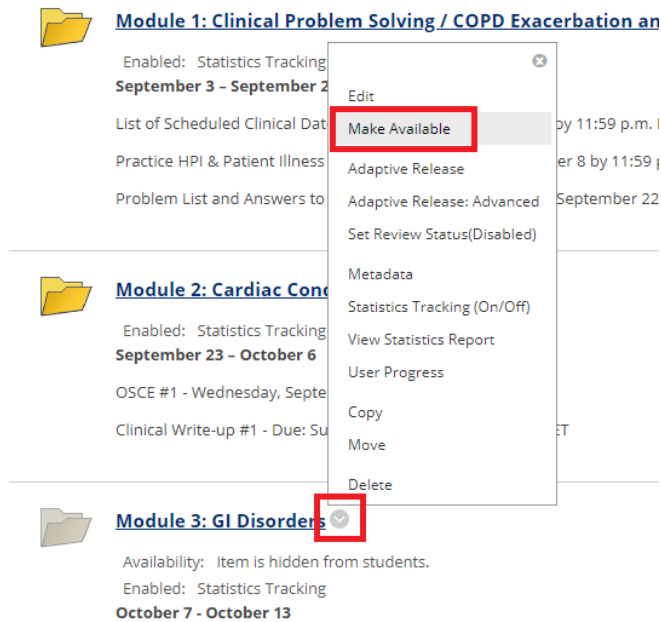 Module 1: Clinical Problem Solving / COPD Exacerbation an
Enabled: Statistics Tracking
September 3 – September 2
List of Scheduled Clinical Dat
by 11:59 p.m.
Practice HPI & Patient Illness
er 8 by 11:59
Problem List and Answers to
September 22
Edit
Make Available
Adaptive Release
Adaptive Release: Advanced
Set Review Status(Disabled)
Metadata
Statistics Tracking (On/Off)
View Statistics Report
User Progress
Copy
Move
Delete
Module 2: Cardiac Cond
Enabled: Statistics Tracking
September 23 – October 6
OSCE #1 - Wednesday, Septe
Clinical Write-up #1 - Due: Su
ET
Module 3: GI Disorders
Availability: Item is hidden from students.
Enabled: Statistics Tracking
October 7 - October 13